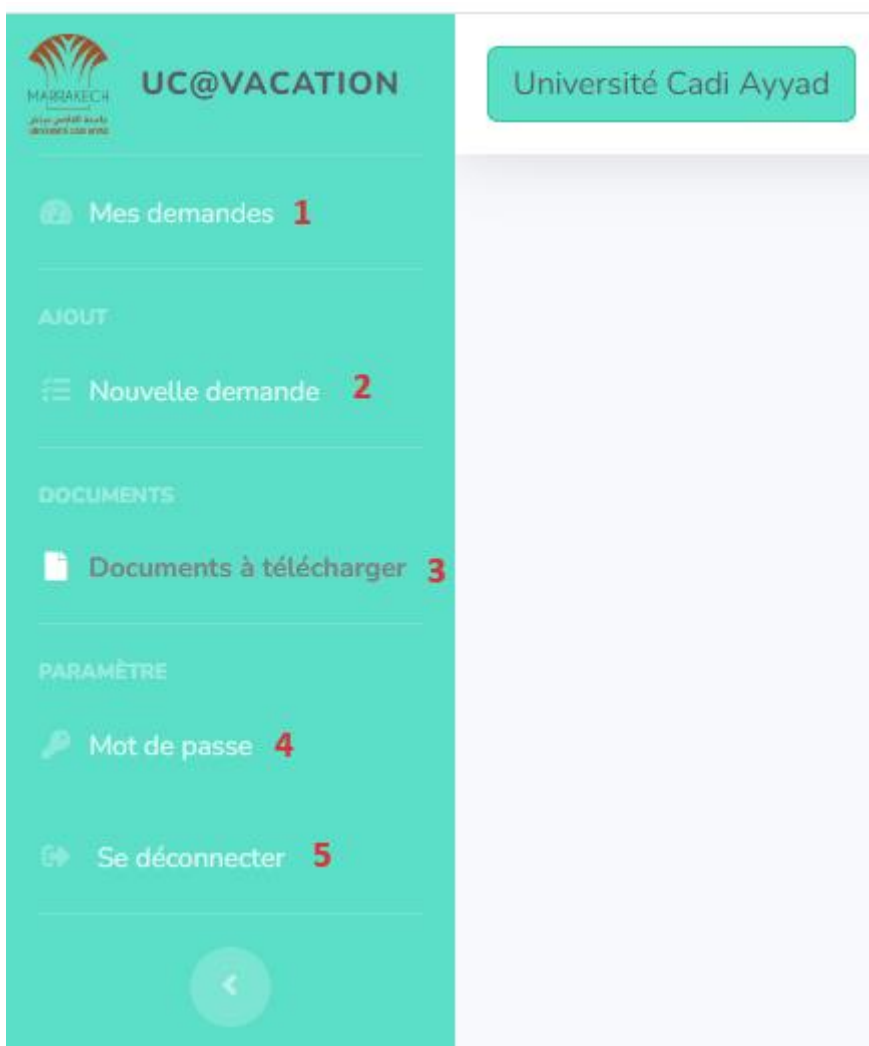 MARRAKECH
UC@VACATION
Université Cadi Ayyad
Mes demandes 1
AJOUT
Nouvelle demande 2
DOCUMENTS
Documents à télécharger 3
PARAMÈTRE
Mot de passe 4
Se déconnecter 5